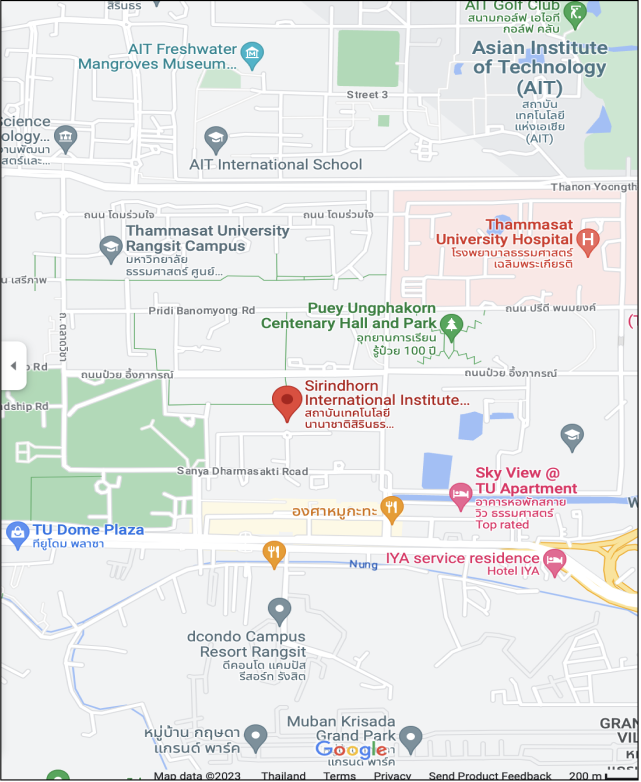 สิรินธร
AIT Golf Club
สนามกอล์ฟ เอไอที
กอล์ฟ คลับ
AIT Freshwater
Mangroves Museum...
Asian Institute
of Technology
(AIT)
สถาบัน
เทคโนโลยี
แห่งเอเชีย
(AIT)
Street 3
Science
ology...
านพัฒนา
สตร์และ...
AIT International School
Thanon Yoongth
ถนน โดมร่วมใจ
ถนน โดมร่วมใจ
Thammasat University
Rangsit Campus
มหาวิทยาลัย
ธรรมศาสตร์ ศูนย์...
Thammasat
University Hospital
โรงพยาบาลธรรมศาสตร์
เฉลิมพระเกียรติ
น เสรีภาพ
Pridi Banomyong Rd
ถนน ปรีดี พนมยงค์
Puey Ungphakorn
Centenary Hall and Park
อุทยานการเรียน
รู้ป๋วย 100 ปี
(T
p Rd
ถนนป๋วย อึ๊งภากรณ์
ถนนป๋วย อึ๊งภากรณ์
Sirindhorn
International Institute...
สถาบันเทคโนโลยี
นานาชาติสิรินธร...
dship Rd
Sanya Dharmasakti Road
Sky View @
TU Apartment
อาคารหอพักสกาย
วิว ธรรมศาสตร์
Top rated
W
องศาหมูกะทะ
TU Dome Plaza
ทียูโดม พลาซา
IYA service residence
Hotel IYA
Nung
dcondo Campus
Resort Rangsit
ดีคอนโด แคมปัส
รีสอร์ท รังสิต
หมู่บ้าน กฤษดา
แกรนด์ พาร์ค
Muban Krisada
Grand Park
แกรนด์ พาร์ค
Google
GRAN
VIL
Map data ©2023 Thailand Terms Privacy Send Product Feedback 200 m